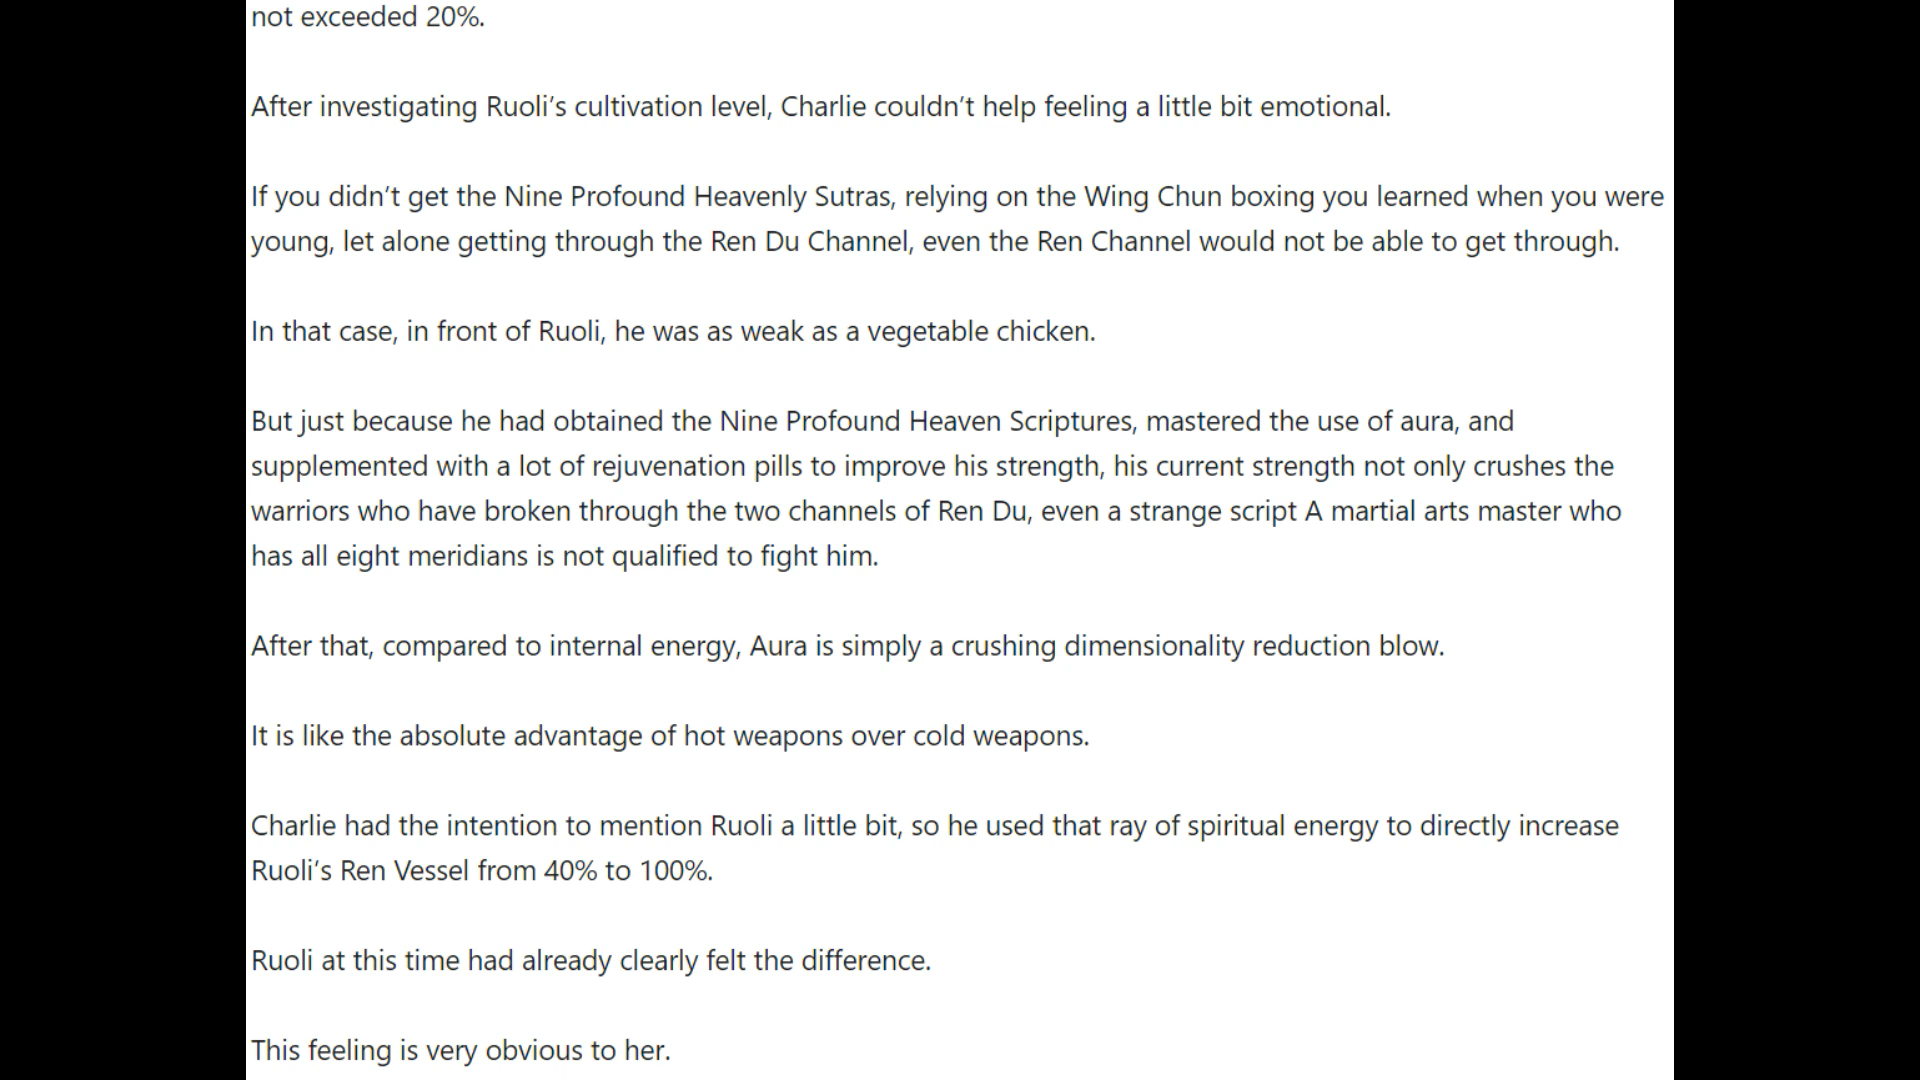 not exceeded 20%.
After investigating Ruoli’s cultivation level, Charlie couldn’t help feeling a little bit emotional.
If you didn’t get the Nine Profound Heavenly Sutras, relying on the Wing Chun boxing you learned when you were
young, let alone getting through the Ren Du Channel, even the Ren Channel would not be able to get through.
In that case, in front of Ruoli, he was as weak as a vegetable chicken.
But just because he had obtained the Nine Profound Heaven Scriptures, mastered the use of aura, and
supplemented with a lot of rejuvenation pills to improve his strength, his current strength not only crushes the
warriors who have broken through the two channels of Ren Du, even a strange script A martial arts master who
has all eight meridians is not qualified to fight him.
After that, compared to internal energy, Aura is simply a crushing dimensionality reduction blow.
It is like the absolute advantage of hot weapons over cold weapons.
Charlie had the intention to mention Ruoli a little bit, so he used that ray of spiritual energy to directly increase
Ruoli’s Ren Vessel from 40% to 100%.
Ruoli at this time had already clearly felt the difference.
This feeling is very obvious to her.